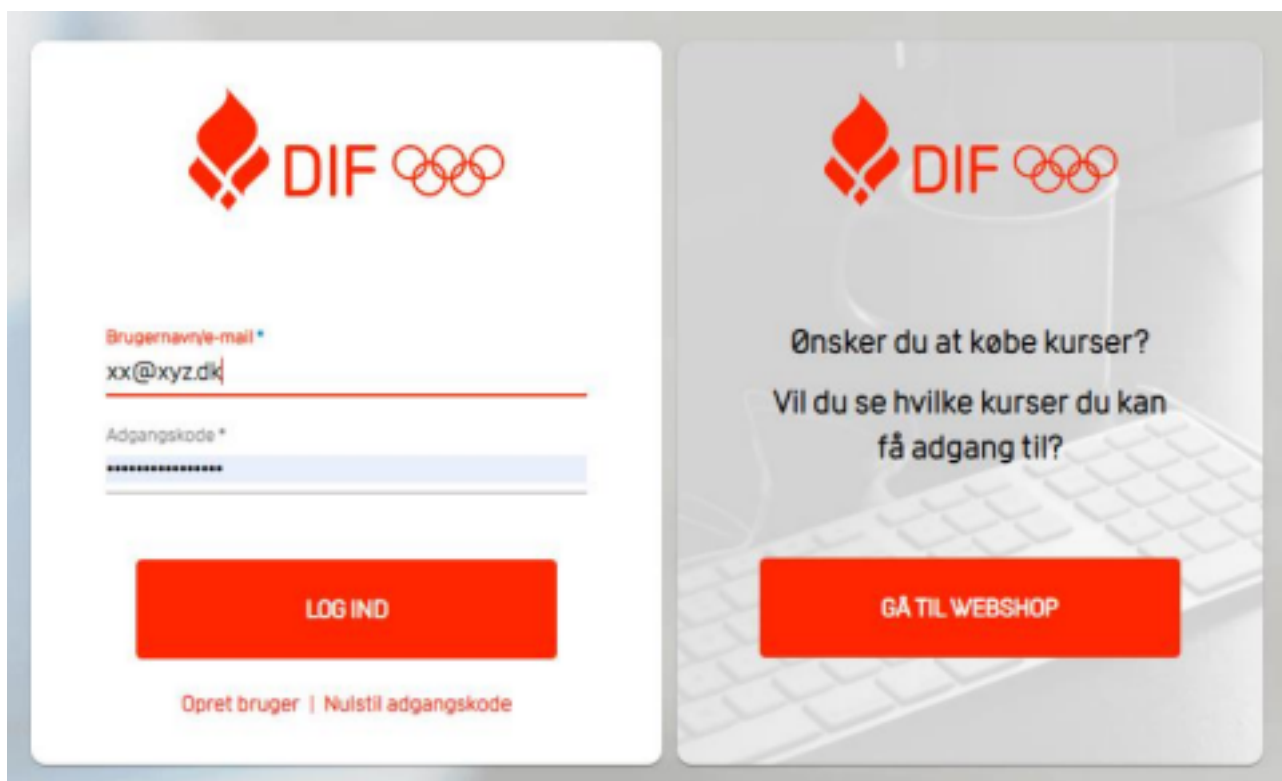 DIF
Brugernavn/e-mail *
xx@xyz.dk
Adgangskode *
••••••••••••••••
LOG IND
Opret bruger | Nulstil adgangskode
DIF
Ønsker du at købe kurser?
Vil du se hvilke kurser du kan
få adgang til?
GÅ TIL WEBSHOP